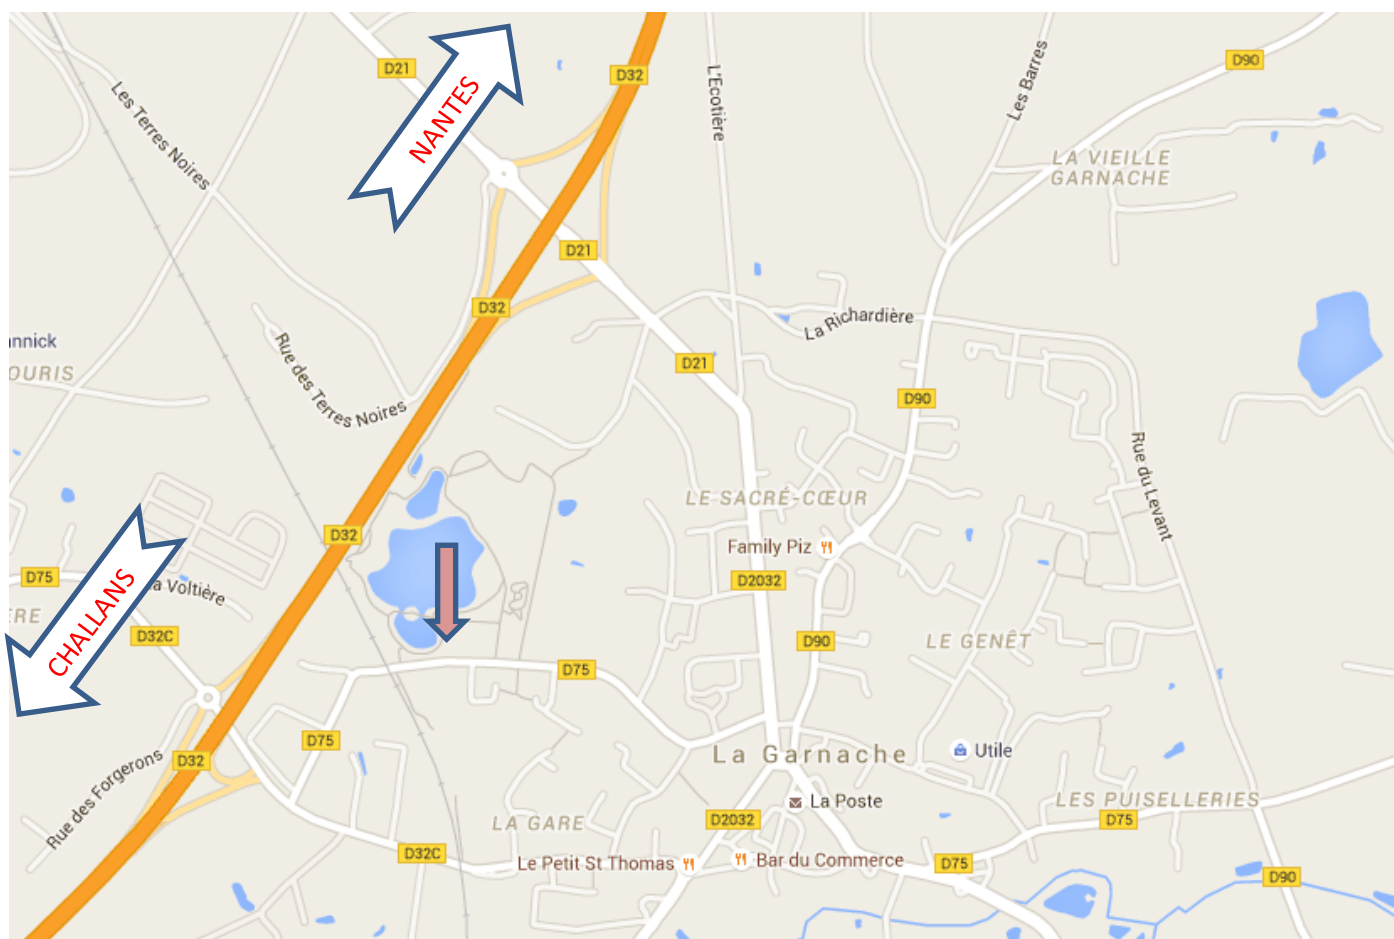 D21
NANTES
D32
L'Ecotière
Les Barres
D90
Les Terres Noires
LA VIEILLE
GARNACHE
D21
D32
La Richardière
annick
OURIS
Rue des Terres Noires
D21
D90
Rue du Levant
LE SACRÉ-CŒUR
D32
Family Piz
D75
a Voltière
D2032
ERE
CHALLANS
D32C
D90
LE GENÊT
D75
D75
D32
La Garnache
Utile
Rue des Forgerons
La Poste
LES PUISELLERIES
LA GARE
D2032
D75
D32C
Le Petit St Thomas
Bar du Commerce
D75
D90